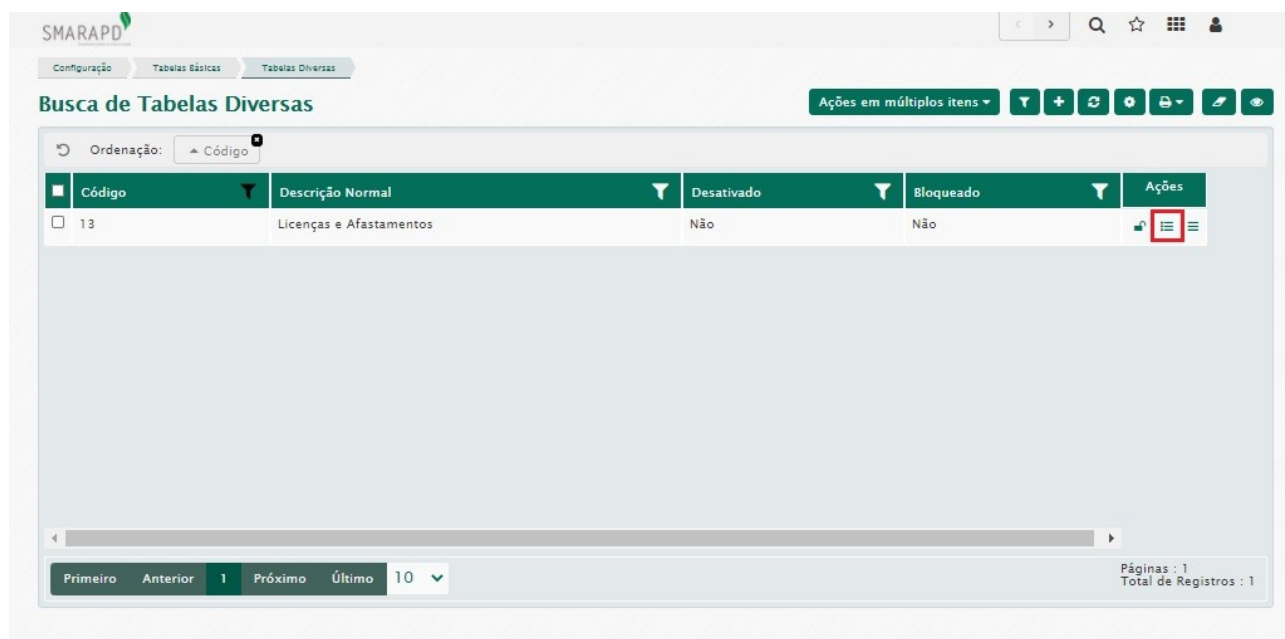 SMARAPD
Configuração Tabelas Básicas Tabelas Diversas
Busca de Tabelas Diversas
Ações em múltiplos itens
Ordenação: Código
Código Descrição Normal Desativado Bloqueado Ações
13 Licenças e Afastamentos Não Não
Primeiro Anterior 1 Próximo Último 10
Páginas : 1
Total de Registros : 1